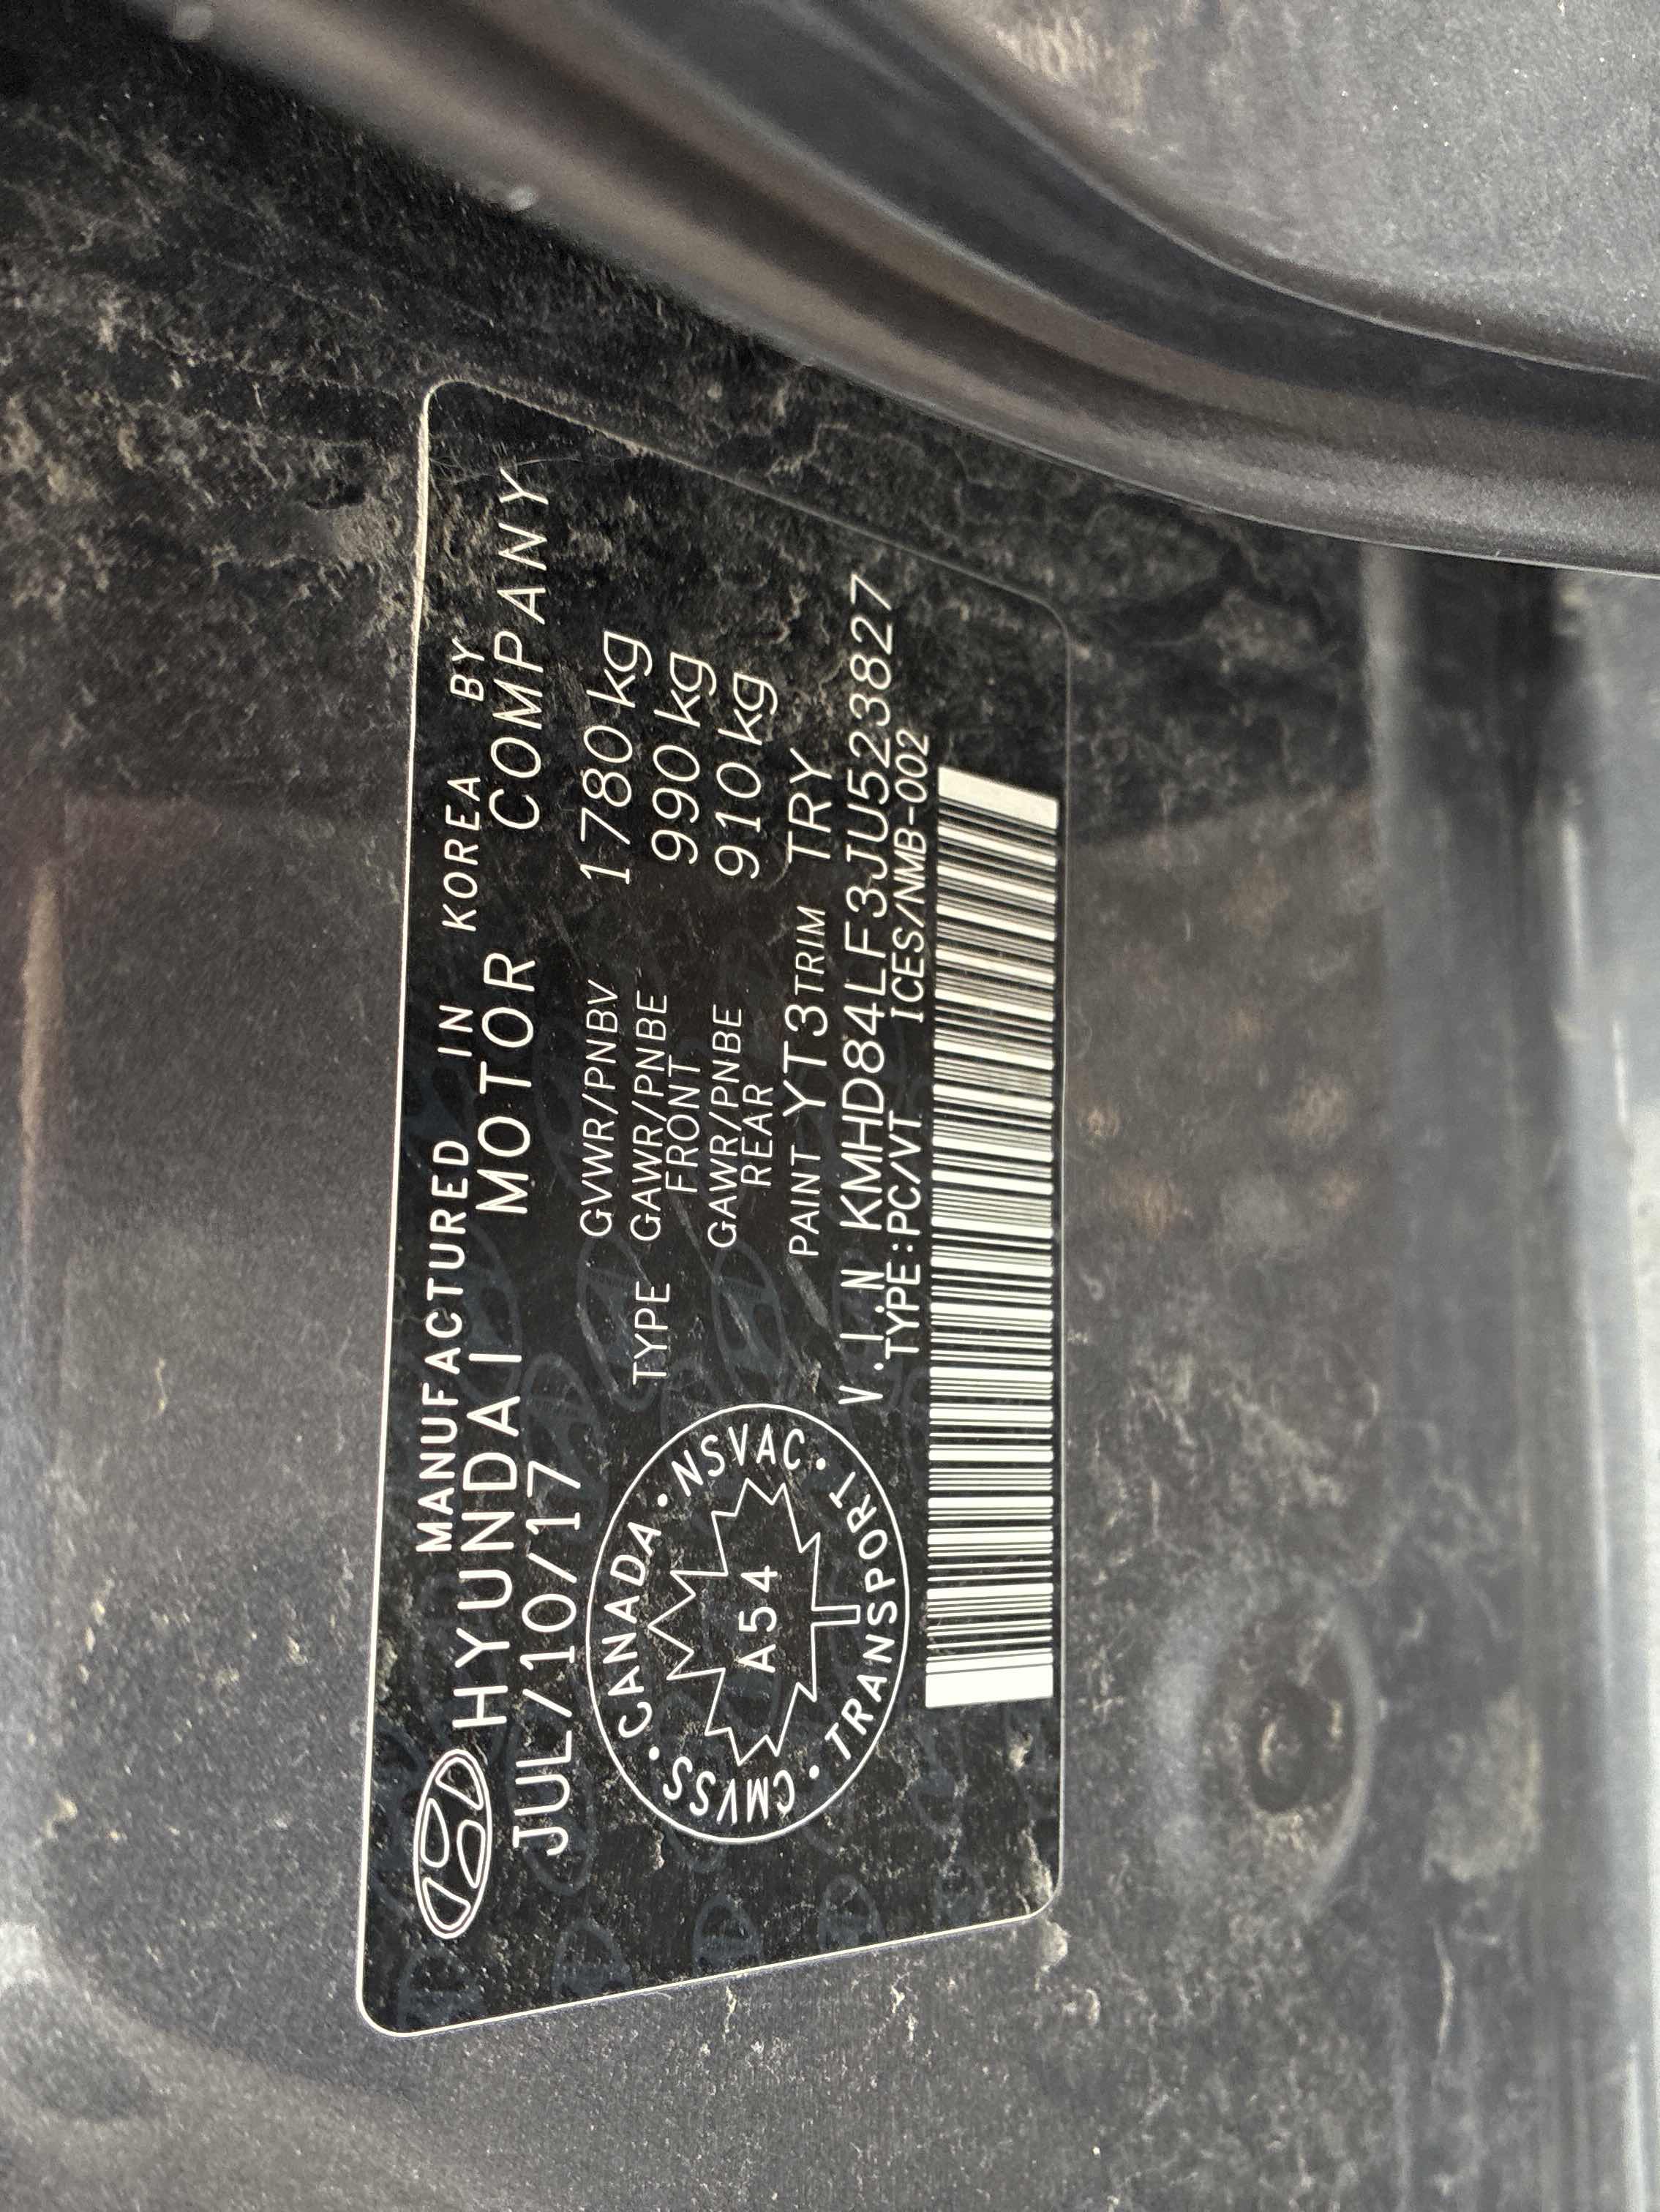 MANUFACTURED IN KOREA BY
HYUNDAI MOTOR COMPANY
JUL/10/17
GVWR/PNBV 1780 kg
TYPE GAWR/PNBE FRONT 990 kg
GAWR/PNBE REAR 910 kg
PAINT YT3 TRIM TRY
V.I.N KMHD84LF3JU523827
TYPE:PC/VT ICES/NMB-002
CMVSS · CANADA · NSVAC · TRANSPORT ·
A54